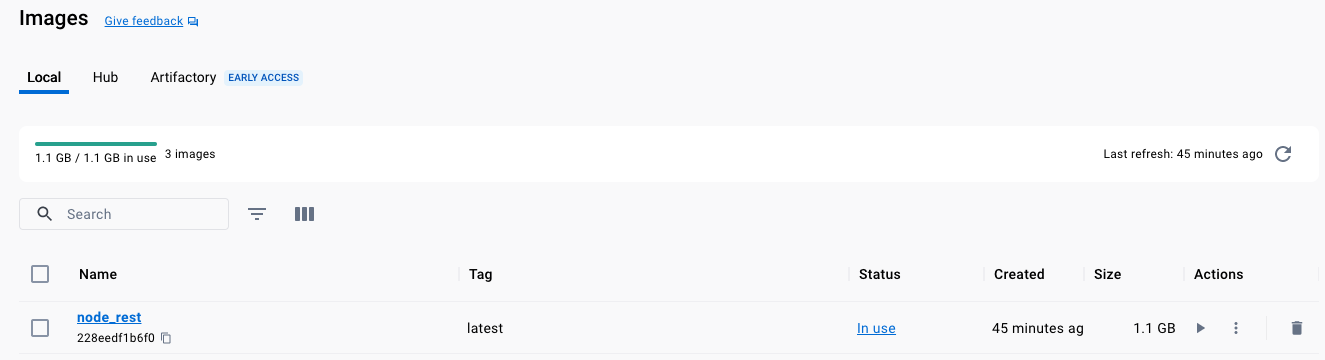 Images Give feedback
Local Hub Artifactory EARLY ACCESS
1.1 GB / 1.1 GB in use 3 images Last refresh: 45 minutes ago
Search
Name Tag Status Created Size Actions
node_rest
228eedf1b6f0
latest In use 45 minutes ag 1.1 GB